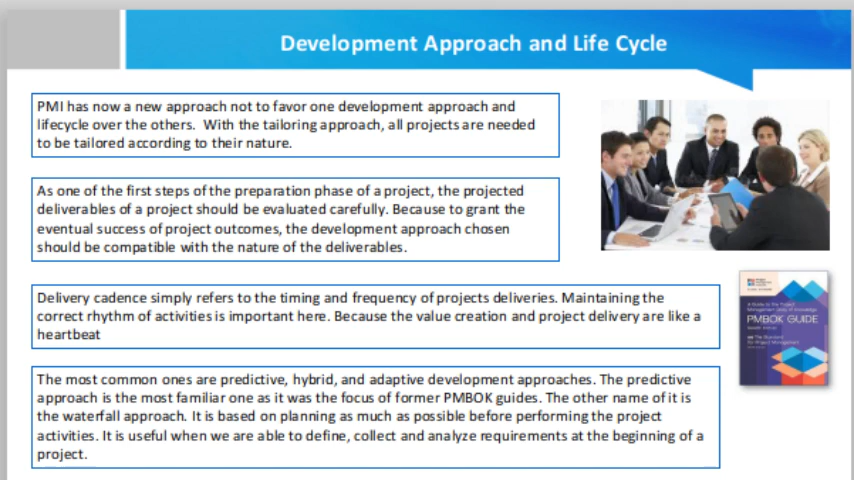 Development Approach and Life Cycle
PMI has now a new approach not to favor one development approach and
lifecycle over the others. With the tailoring approach, all projects are needed
to be tailored according to their nature.
As one of the first steps of the preparation phase of a project, the projected
deliverables of a project should be evaluated carefully. Because to grant the
eventual success of project outcomes, the development approach chosen
should be compatible with the nature of the deliverables.
Delivery cadence simply refers to the timing and frequency of projects deliveries. Maintaining the
correct rhythm of activities is important here. Because the value creation and project delivery are like a
heartbeat
PMBOK GUIDE
The most common ones are predictive, hybrid, and adaptive development approaches. The predictive
approach is the most familiar one as it was the focus of former PMBOK guides. The other name of it is
the waterfall approach. It is based on planning as much as possible before performing the project
activities. It is useful when we are able to define, collect and analyze requirements at the beginning of a
project.